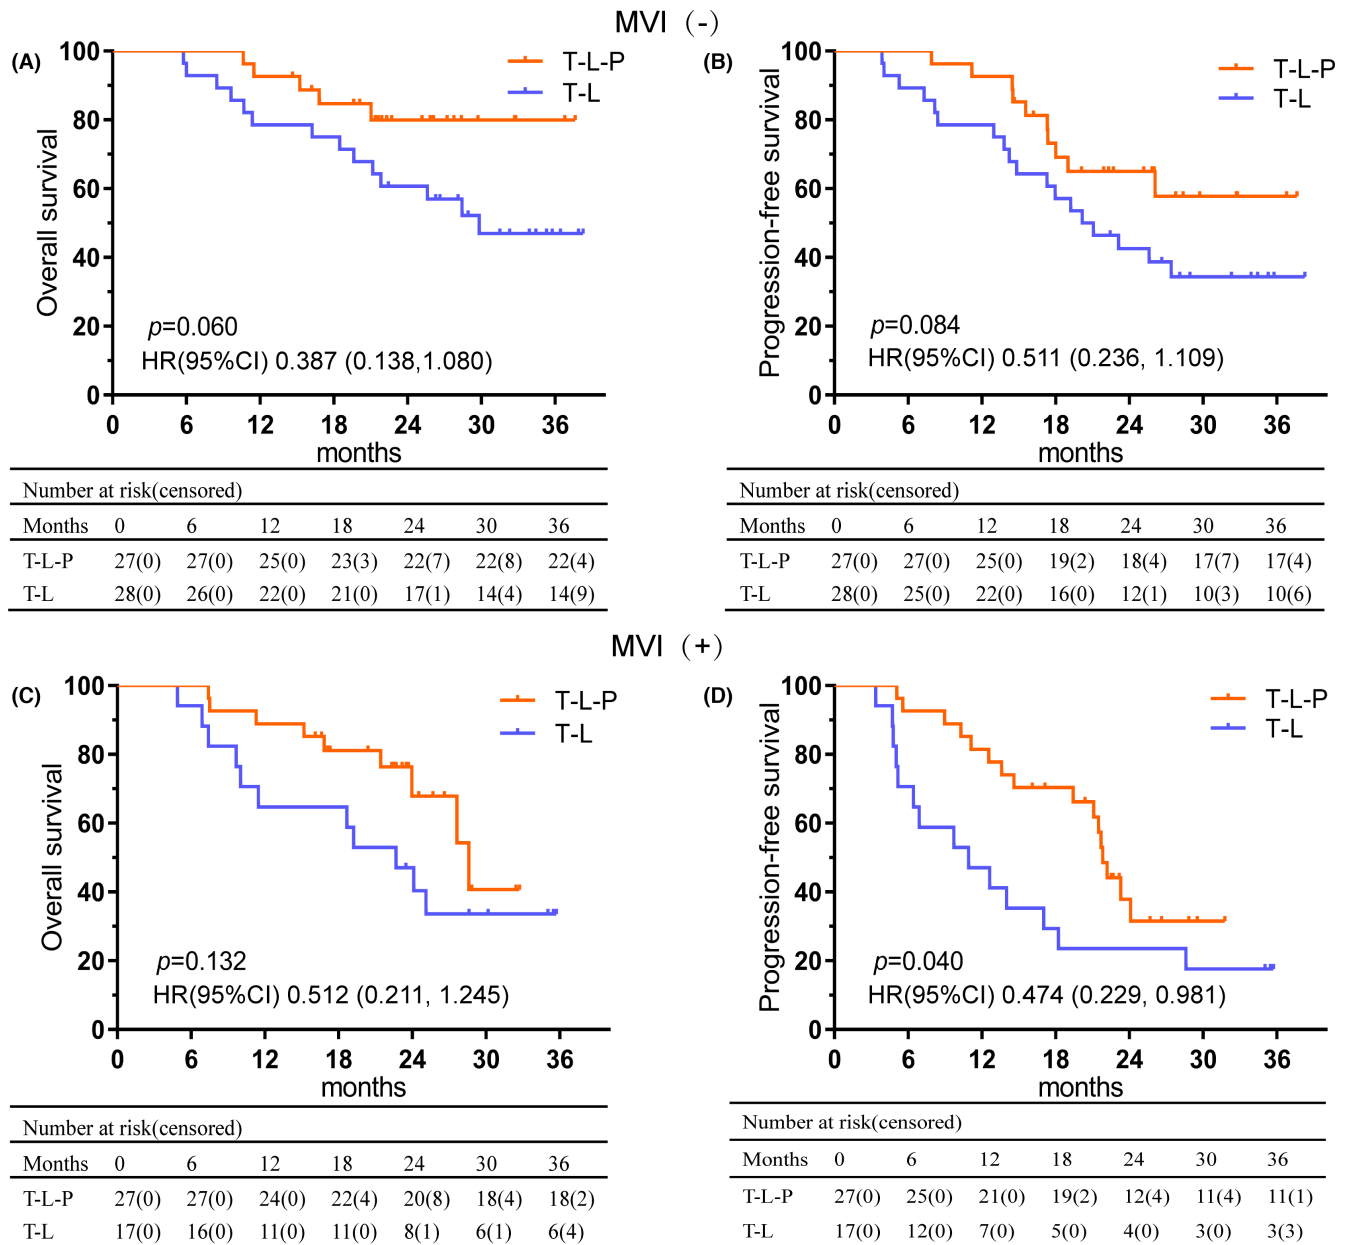 MVI（-）
(A)
100
80
60
40
20
0
Overall survival
T-L-P
T-L
p=0.060
HR(95%CI) 0.387 (0.138,1.080)
0 6 12 18 24 30 36
months
Number at risk(censored)
Months 0 6 12 18 24 30 36
T-L-P 27(0) 27(0) 25(0) 23(3) 22(7) 22(8) 22(4)
T-L 28(0) 26(0) 22(0) 21(0) 17(1) 14(4) 14(9)
(B)
100
80
60
40
20
0
Progression-free survival
T-L-P
T-L
p=0.084
HR(95%CI) 0.511 (0.236, 1.109)
0 6 12 18 24 30 36
months
Number at risk(censored)
Months 0 6 12 18 24 30 36
T-L-P 27(0) 27(0) 25(0) 19(2) 18(4) 17(7) 17(4)
T-L 28(0) 25(0) 22(0) 16(0) 12(1) 10(3) 10(6)
MVI（+）
(C)
100
80
60
40
20
0
Overall survival
T-L-P
T-L
p=0.132
HR(95%CI) 0.512 (0.211, 1.245)
0 6 12 18 24 30 36
months
Number at risk(censored)
Months 0 6 12 18 24 30 36
T-L-P 27(0) 27(0) 24(0) 22(4) 20(8) 18(4) 18(2)
T-L 17(0) 16(0) 11(0) 11(0) 8(1) 6(1) 6(4)
(D)
100
80
60
40
20
0
Progression-free survival
T-L-P
T-L
p=0.040
HR(95%CI) 0.474 (0.229, 0.981)
0 6 12 18 24 30 36
months
Number at risk(censored)
Months 0 6 12 18 24 30 36
T-L-P 27(0) 25(0) 21(0) 19(2) 12(4) 11(4) 11(1)
T-L 17(0) 12(0) 7(0) 5(0) 4(0) 3(0) 3(3)